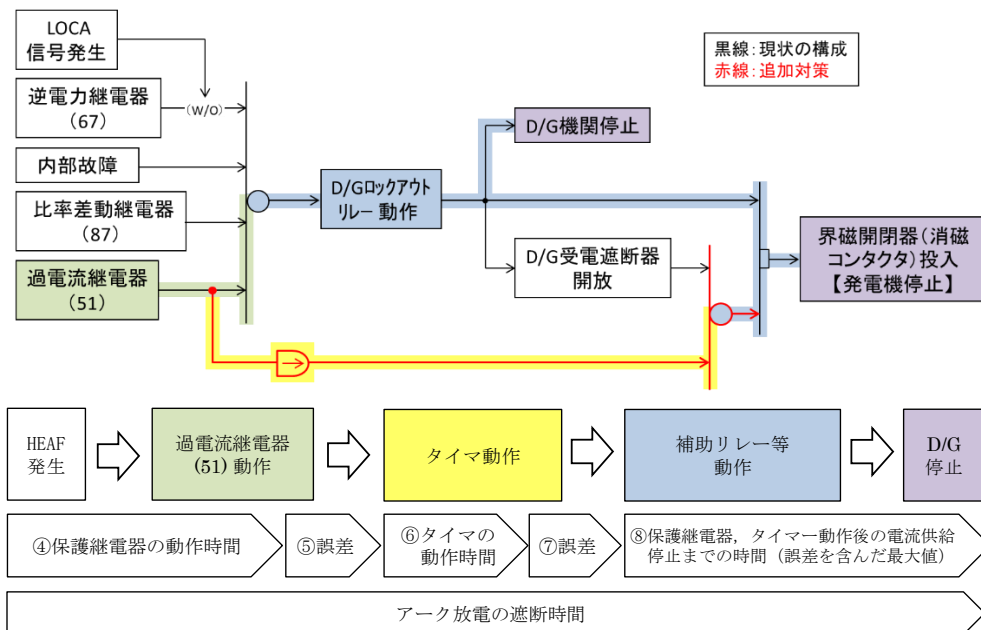 LOCA
信号発生
逆電力継電器
(67)
(W/O)
内部故障
比率差動継電器
(87)
過電流継電器
(51)
D/Gロックアウト
リレー動作
D/G機関停止
D/G受電遮断器
開放
黒線：現状の構成
赤線：追加対策
界磁開閉器（消磁
コンタクタ）投入
【発電機停止】
HEAF
発生
過電流継電器
(51) 動作
タイマ動作
補助リレー等
動作
D/G
停止
④保護継電器の動作時間
⑤誤差
⑥タイマの
動作時間
⑦誤差
⑧保護継電器，タイマー動作後の電流供給
停止までの時間（誤差を含んだ最大値）
アーク放電の遮断時間